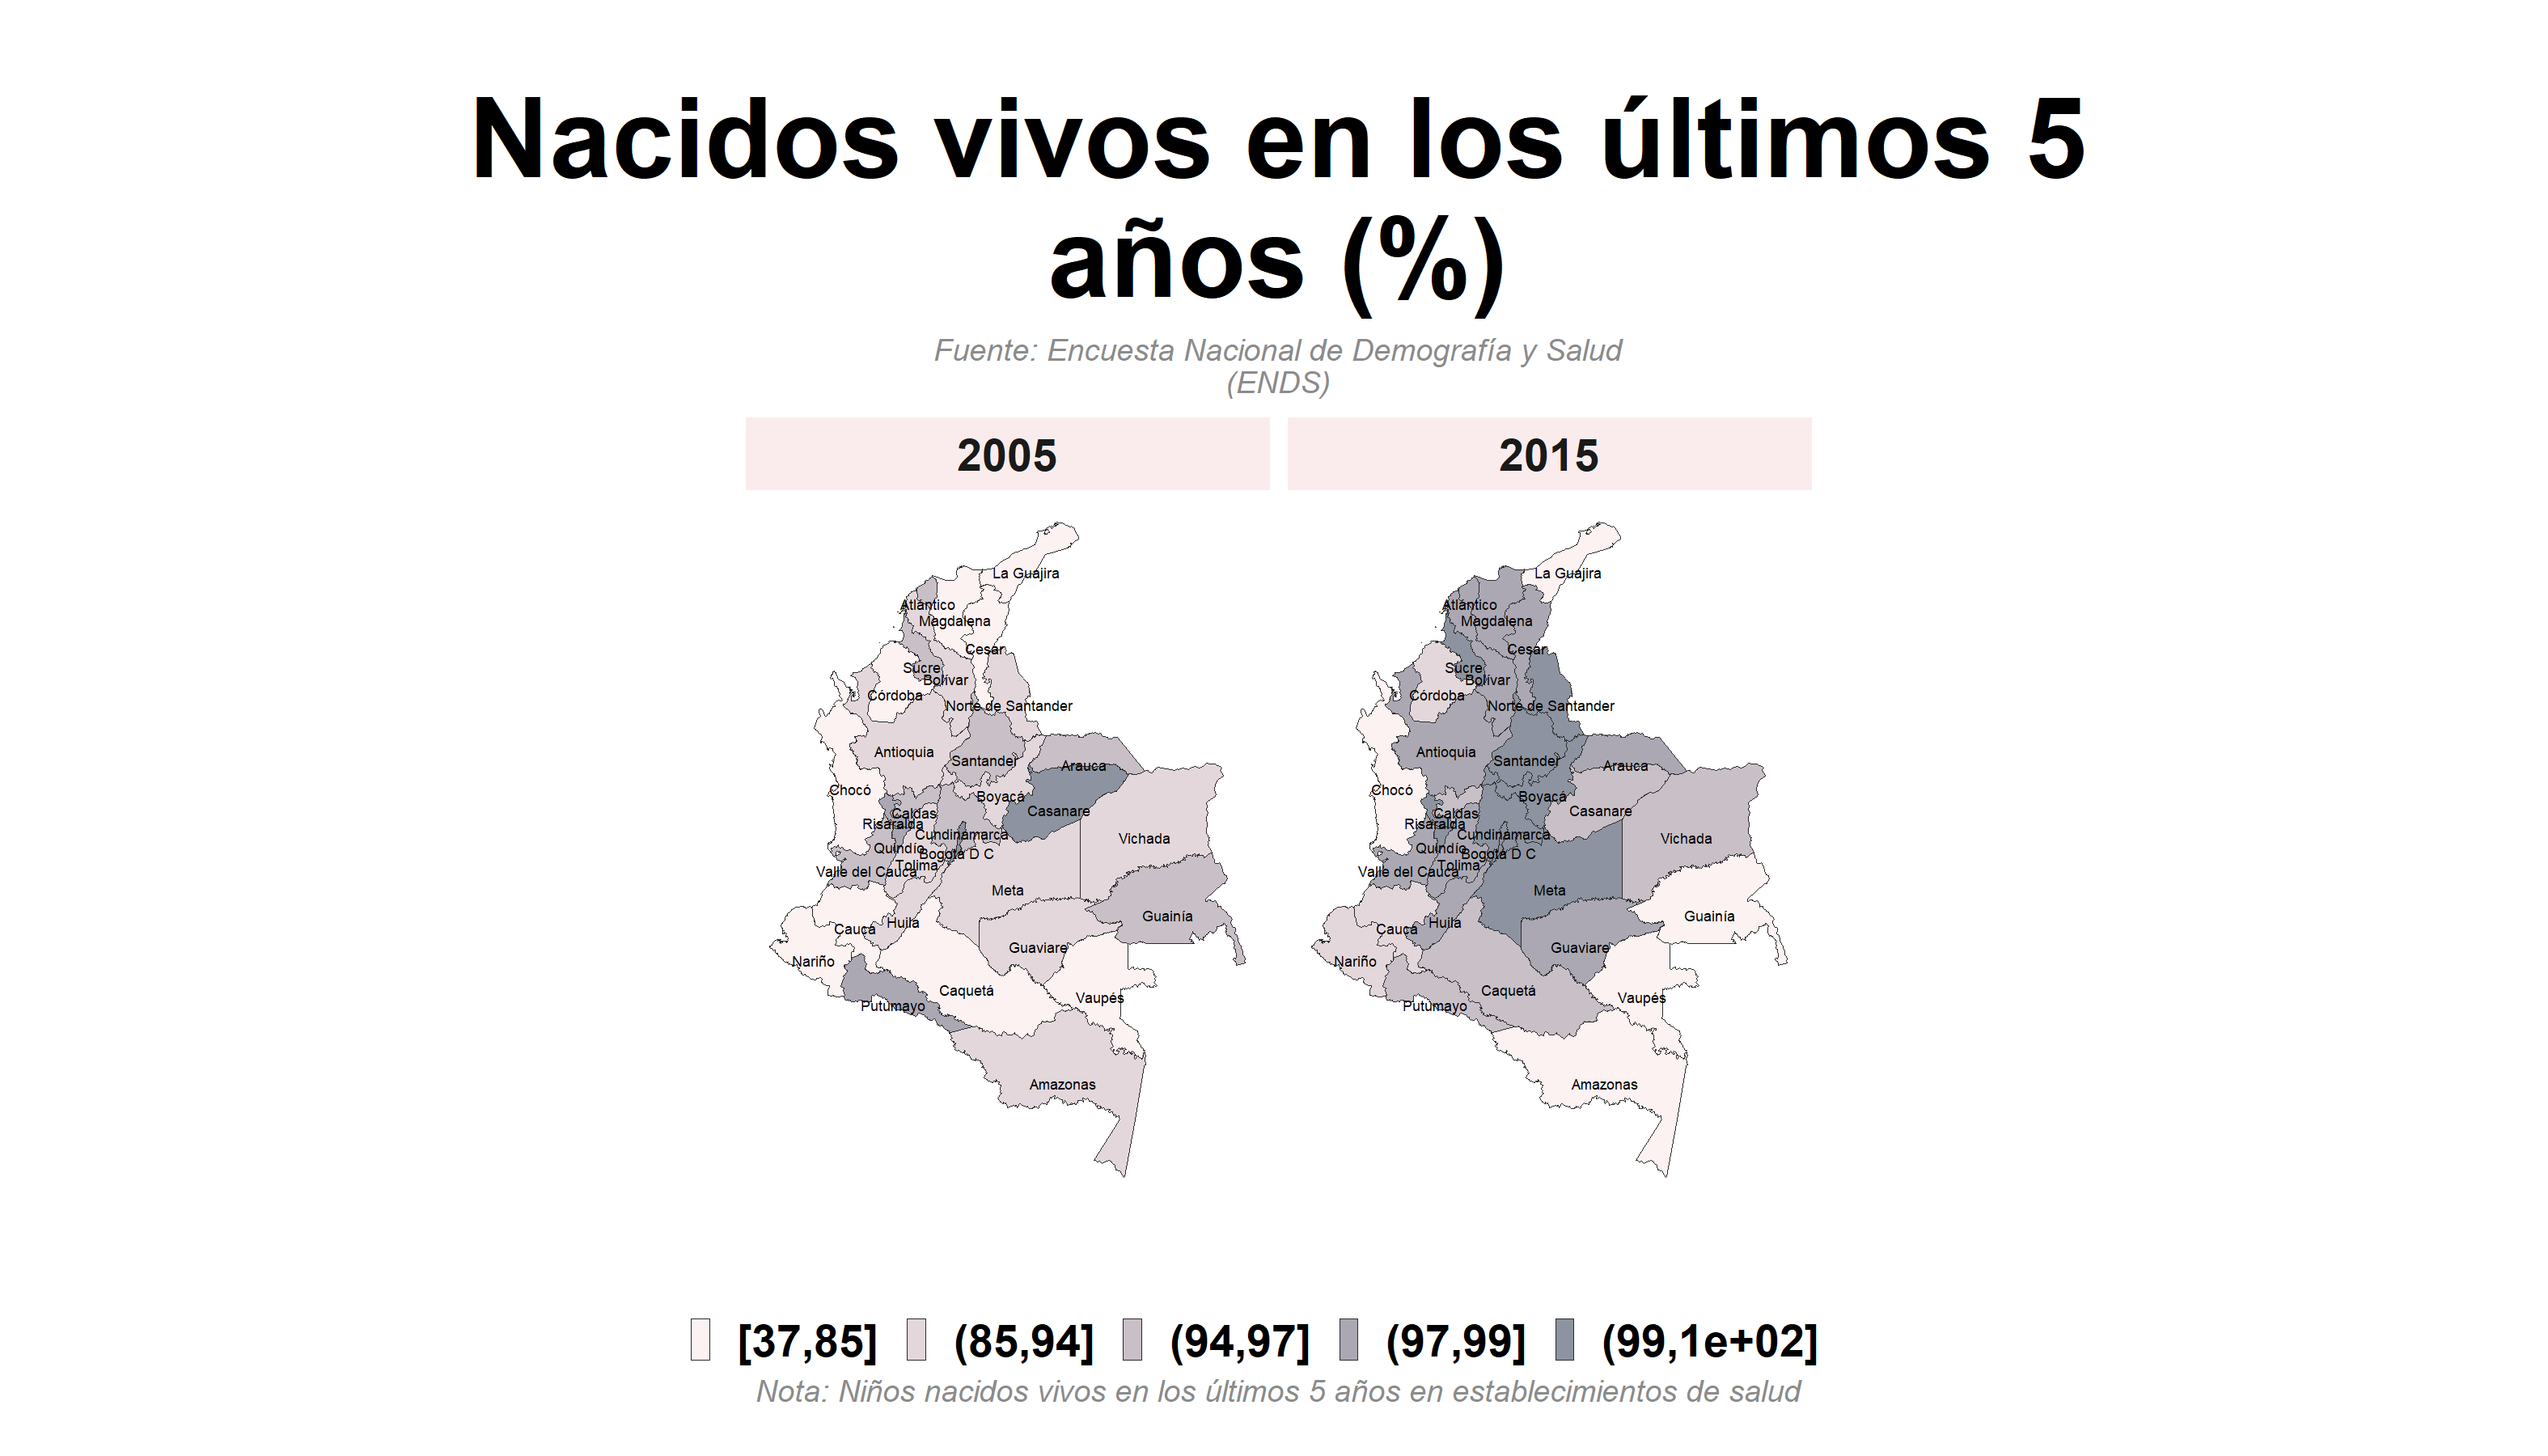 Nacidos vivos en los últimos 5
años (%)
Fuente: Encuesta Nacional de Demografía y Salud
(ENDS)
2005
2015
La Guajira
Atlántico
Magdalena
Cesar
Sucre
Bolívar
Córdoba
Norte de Santander
Antioquia
Santander
Arauca
Chocó
Boyacá
Casanare
Caldas
Risaralda
Cundinamarca
Vichada
Quindío
Bogotá D C
Tolima
Valle del Cauca
Meta
Guainía
Huila
Cauca
Guaviare
Nariño
Caquetá
Vaupés
Putumayo
Amazonas
La Guajira
Atlántico
Magdalena
Cesar
Sucre
Bolívar
Córdoba
Norte de Santander
Antioquia
Santander
Arauca
Chocó
Boyacá
Casanare
Caldas
Risaralda
Cundinamarca
Vichada
Quindío
Bogotá D C
Tolima
Valle del Cauca
Meta
Guainía
Huila
Cauca
Guaviare
Nariño
Caquetá
Vaupés
Putumayo
Amazonas
[37,85] (85,94] (94,97] (97,99] (99,1e+02]
Nota: Niños nacidos vivos en los últimos 5 años en establecimientos de salud